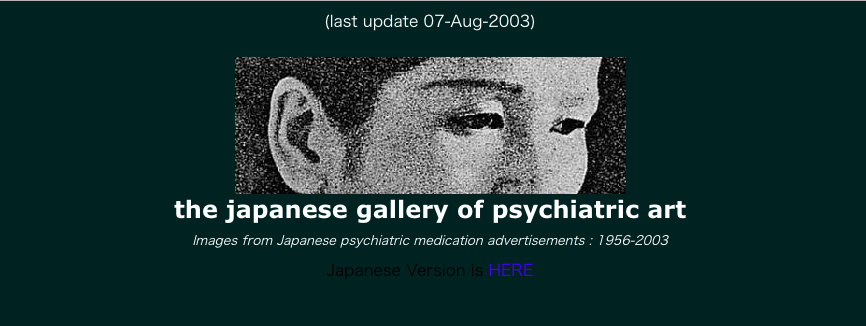 (last update 07-Aug-2003)
the japanese gallery of psychiatric art
Images from Japanese psychiatric medication advertisements : 1956-2003
Japanese Version is HERE